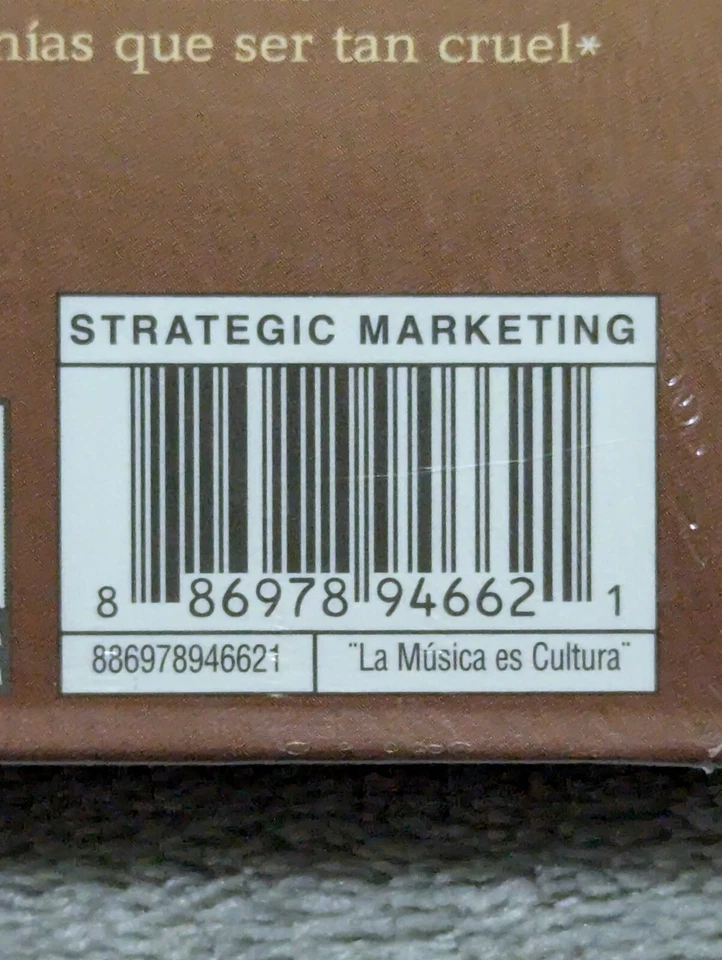 nías que ser tan cruel*
STRATEGIC MARKETING
8 86978 94662 1
886978946621
"La Música es Cultura"